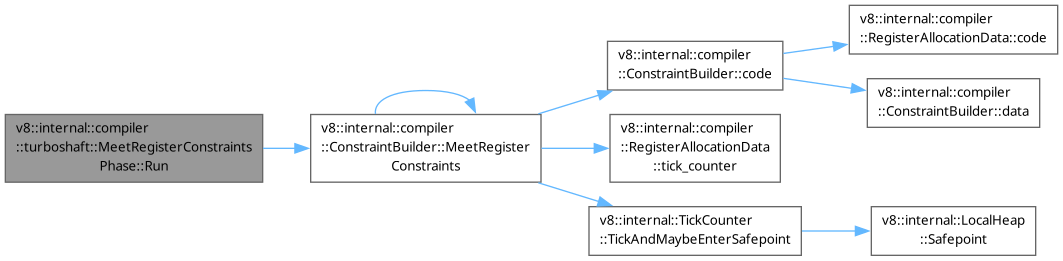 v8::internal::compiler
::turboshaft::MeetRegisterConstraints
Phase::Run
v8::internal::compiler
::ConstraintBuilder::MeetRegister
Constraints
v8::internal::compiler
::ConstraintBuilder::code
v8::internal::compiler
::RegisterAllocationData::code
v8::internal::compiler
::ConstraintBuilder::data
v8::internal::compiler
::RegisterAllocationData
::tick_counter
v8::internal::TickCounter
::TickAndMaybeEnterSafepoint
v8::internal::LocalHeap
::Safepoint